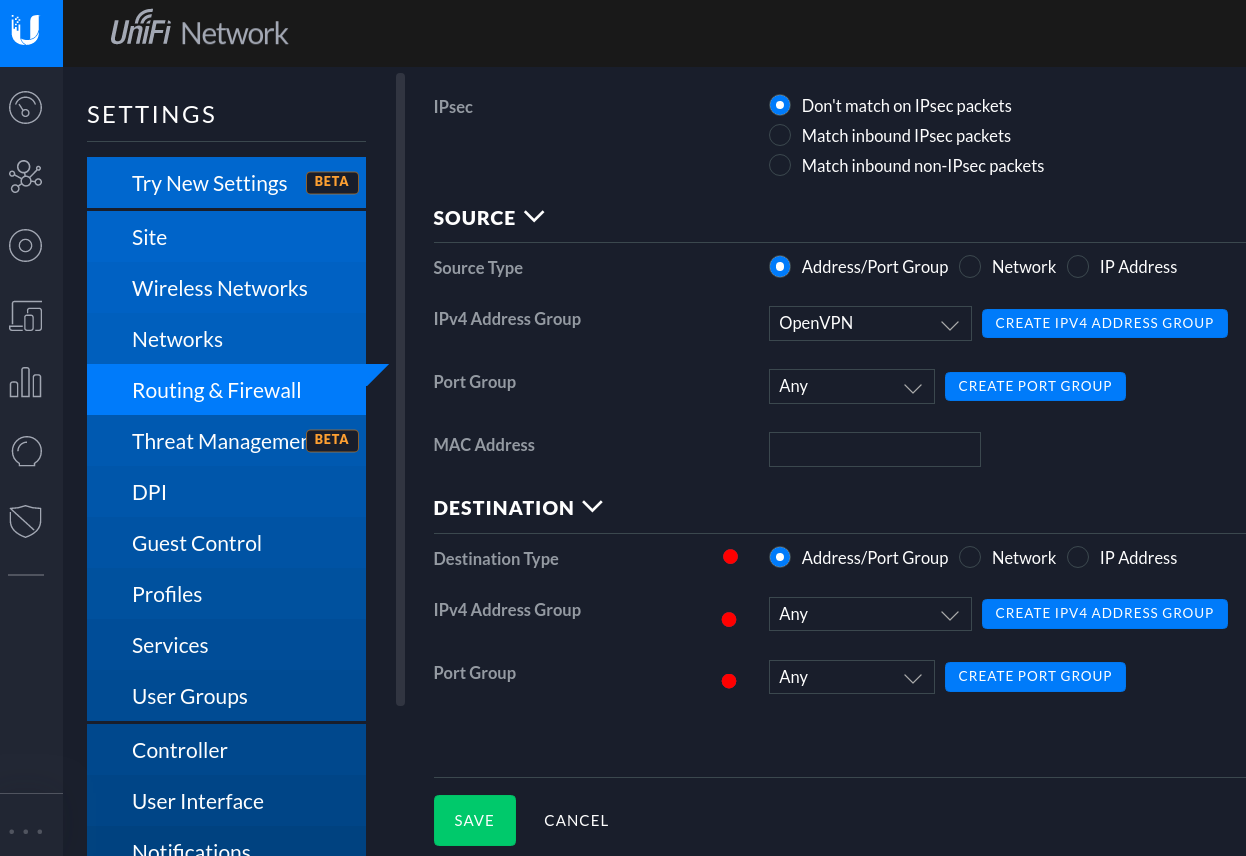 UniFi Network
SETTINGS
Try New Settings BETA
Site
Wireless Networks
Networks
Routing & Firewall
Threat Managemen BETA
DPI
Guest Control
Profiles
Services
User Groups
Controller
User Interface
Notifications
IPsec
Don't match on IPsec packets
Match inbound IPsec packets
Match inbound non-IPsec packets
SOURCE
Source Type Address/Port Group Network IP Address
IPv4 Address Group OpenVPN CREATE IPV4 ADDRESS GROUP
Port Group Any CREATE PORT GROUP
MAC Address
DESTINATION
Destination Type Address/Port Group Network IP Address
IPv4 Address Group Any CREATE IPV4 ADDRESS GROUP
Port Group Any CREATE PORT GROUP
SAVE CANCEL